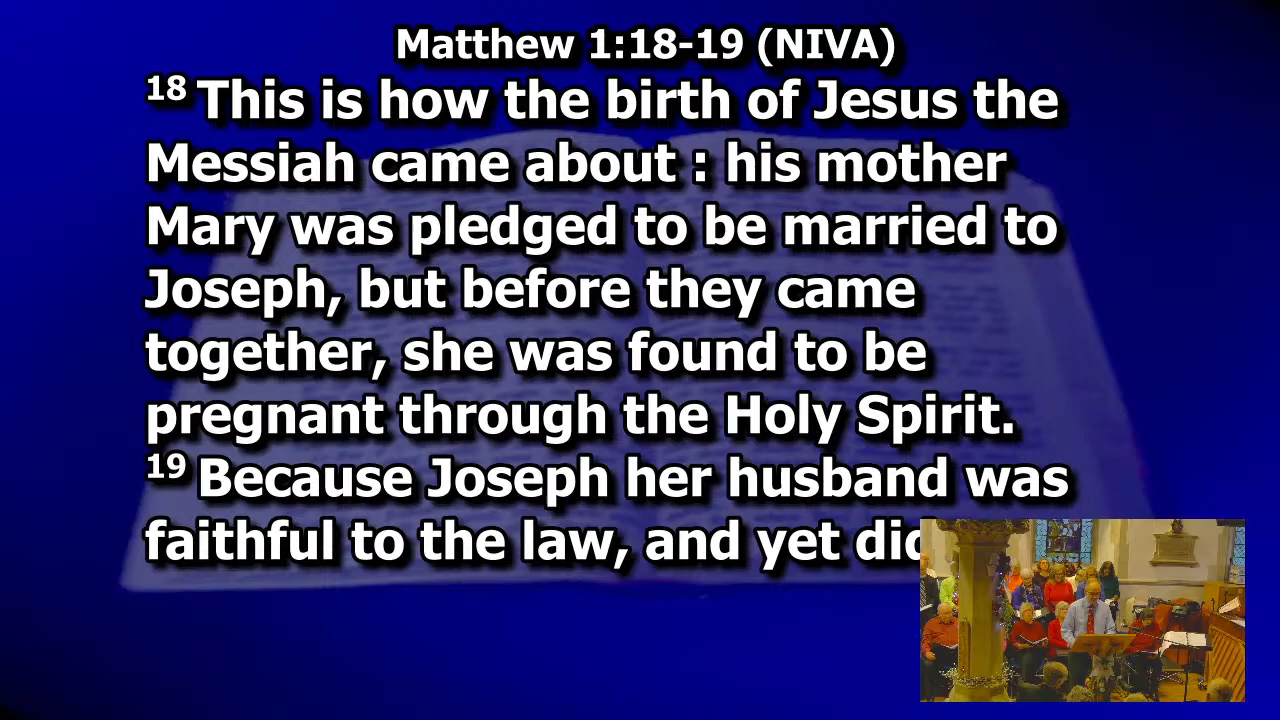 Matthew 1:18-19 (NIVA)
18 This is how the birth of Jesus the
Messiah came about : his mother
Mary was pledged to be married to
Joseph, but before they came
together, she was found to be
pregnant through the Holy Spirit.
19 Because Joseph her husband was
faithful to the law, and yet